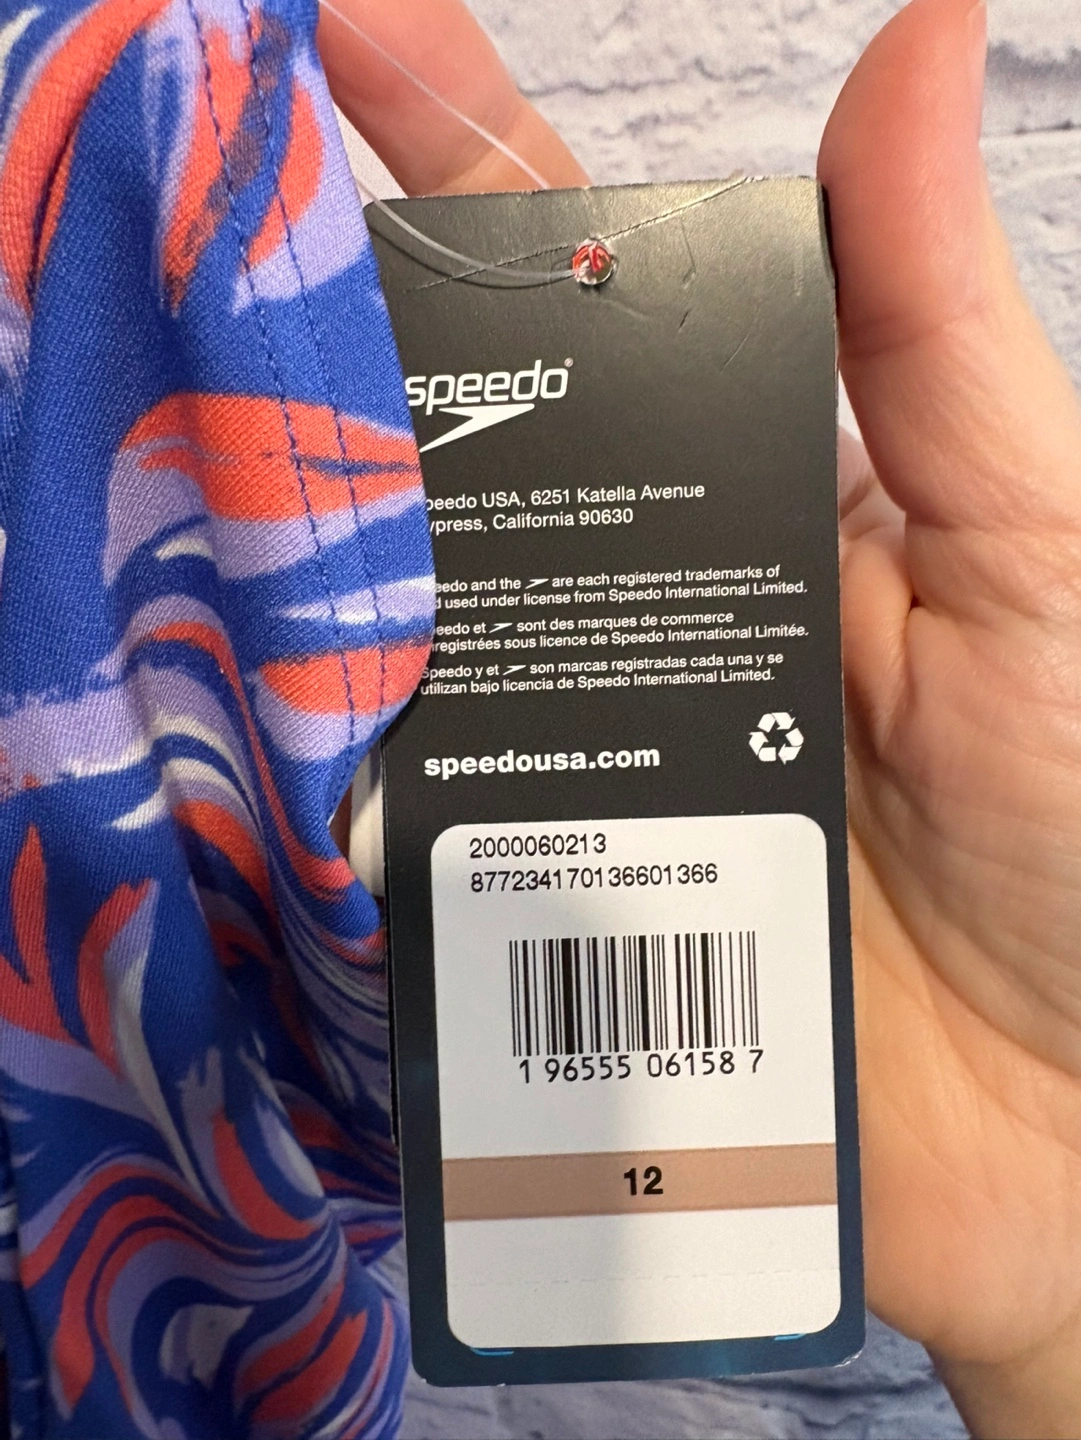 speedo®
peedo USA, 6251 Katella Avenue
ypress, California 90630
eedo and the are each registered trademarks of
d used under license from Speedo International Limited.
eedo et sont des marques de commerce
registrées sous licence de Speedo International Limitée.
Speedo y et son marcas registradas cada una y se
utilizan bajo licencia de Speedo International Limited.
speedousa.com
2000060213
877234170136601366
1 96555 06158 7
12